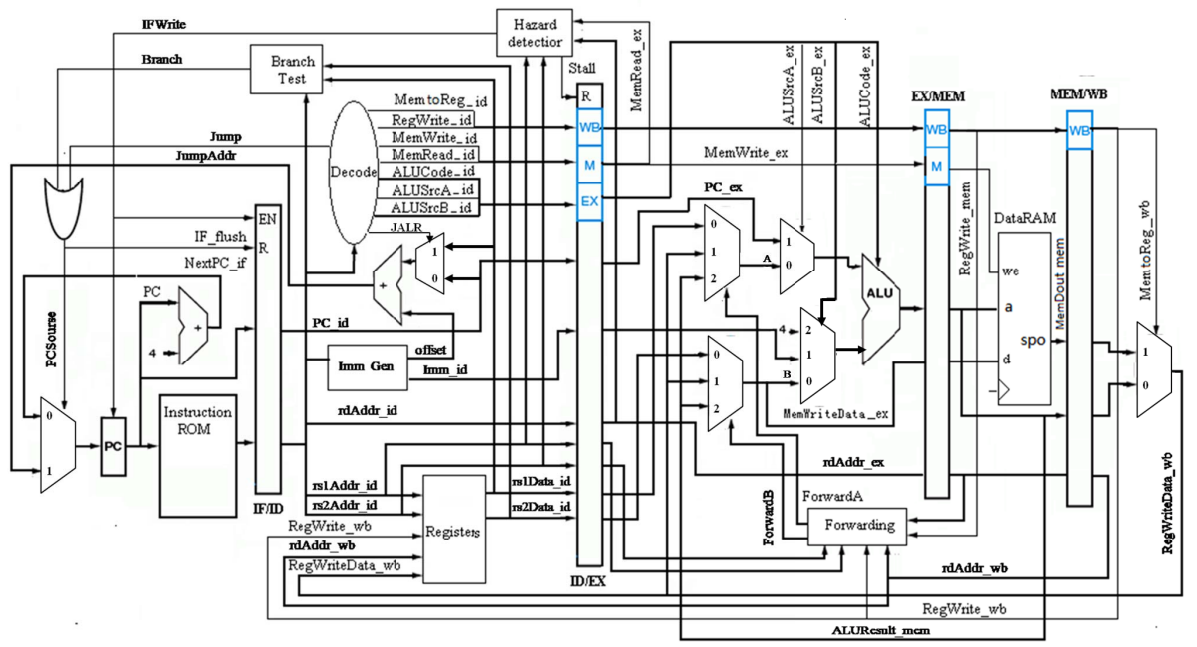 IFWrite
Hazard
detectior
Branch
Branch
Test
Stall
R
MemRead_ex
ALUSrcA_ex
ALUSrcB_ex
ALUCode_ex
EX/MEM
MEM/WB
MemtoReg_id
RegWrite_id
MemWrite_id
MemRead_id
ALUCode_id
ALUSrcA_id
ALUSrcB_id
JALR
Decode
WB
M
EX
MemWrite_ex
WB
M
WB
Jump
JumpAddr
EN
R
IF_flush
NextPC_if
PC
+
4
PCSourse
1
0
+
PC_id
offset
Imm Gen
Imm_id
PC_ex
0
1
2
A
1
0
ALU
4
2
1
0
B
0
1
2
MemWriteData_ex
RegWrite_mem
DataRAM
we
a
spo
d
MemDout mem
MemtoReg_wb
1
0
0
1
PC
Instruction
ROM
IF/ID
rdAddr_id
rs1Addr_id
rs2Addr_id
RegWrite_wb
rdAddr_wb
RegWriteData_wb
Registers
rs1Data_id
rs2Data_id
ID/EX
rdAddr_ex
ForwardA
ForwardB
Forwarding
rdAddr_wb
RegWrite_wb
ALUResult_mem
RegWriteData_wb